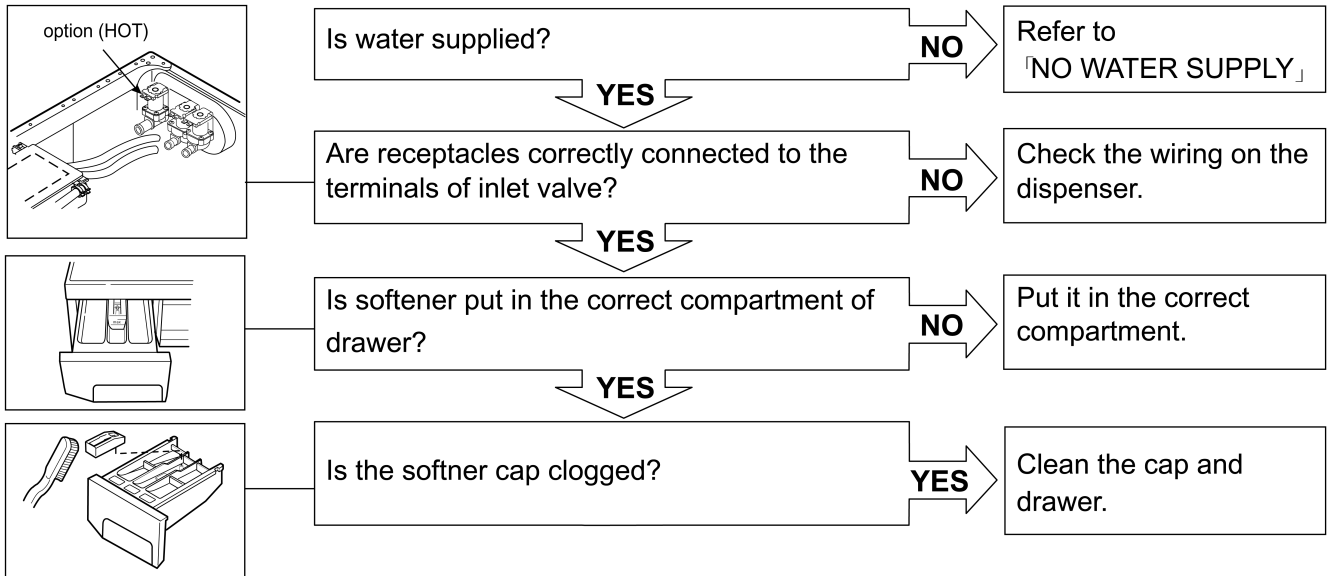 option (HOT)
Is water supplied?
NO
Refer to
「NO WATER SUPPLY」
YES
Are receptacles correctly connected to the
terminals of inlet valve?
NO
Check the wiring on the
dispenser.
YES
Is softener put in the correct compartment of
drawer?
NO
Put it in the correct
compartment.
YES
Is the softner cap clogged?
YES
Clean the cap and
drawer.